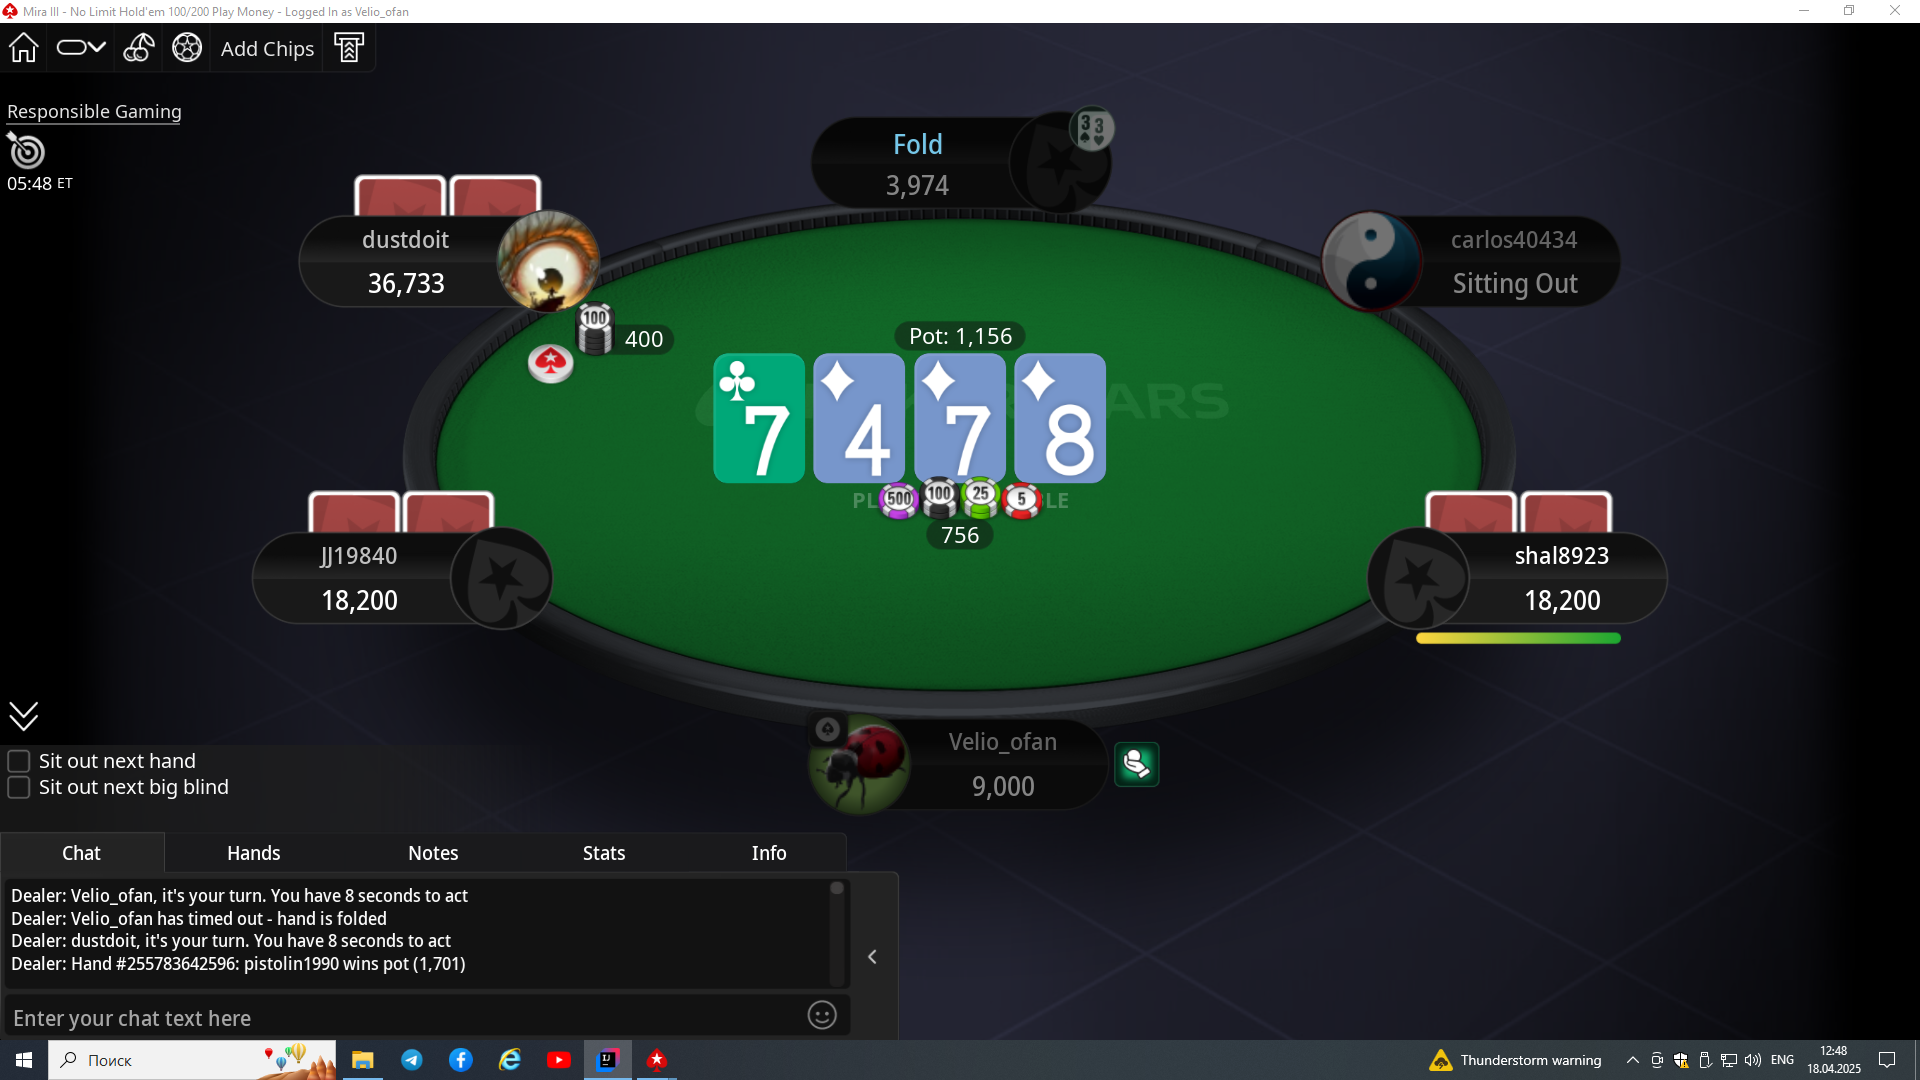 Mira III - No Limit Hold'em 100/200 Play Money - Logged In as Velio_ofan
Add Chips
Responsible Gaming
05:48 ET
Fold
3,974
3 3
dustdoit
36,733
carlos40434
Sitting Out
100
400
Pot: 1,156
7 4 7 8
ARS
500 100 25 5
PL LE
756
JJ19840
18,200
shal8923
18,200
Velio_ofan
9,000
Sit out next hand
Sit out next big blind
Chat Hands Notes Stats Info
Dealer: Velio_ofan, it's your turn. You have 8 seconds to act
Dealer: Velio_ofan has timed out - hand is folded
Dealer: dustdoit, it's your turn. You have 8 seconds to act
Dealer: Hand #255783642596: pistolin1990 wins pot (1,701)
Enter your chat text here
Поиск
IJ
Thunderstorm warning
ENG
12:48
18.04.2025